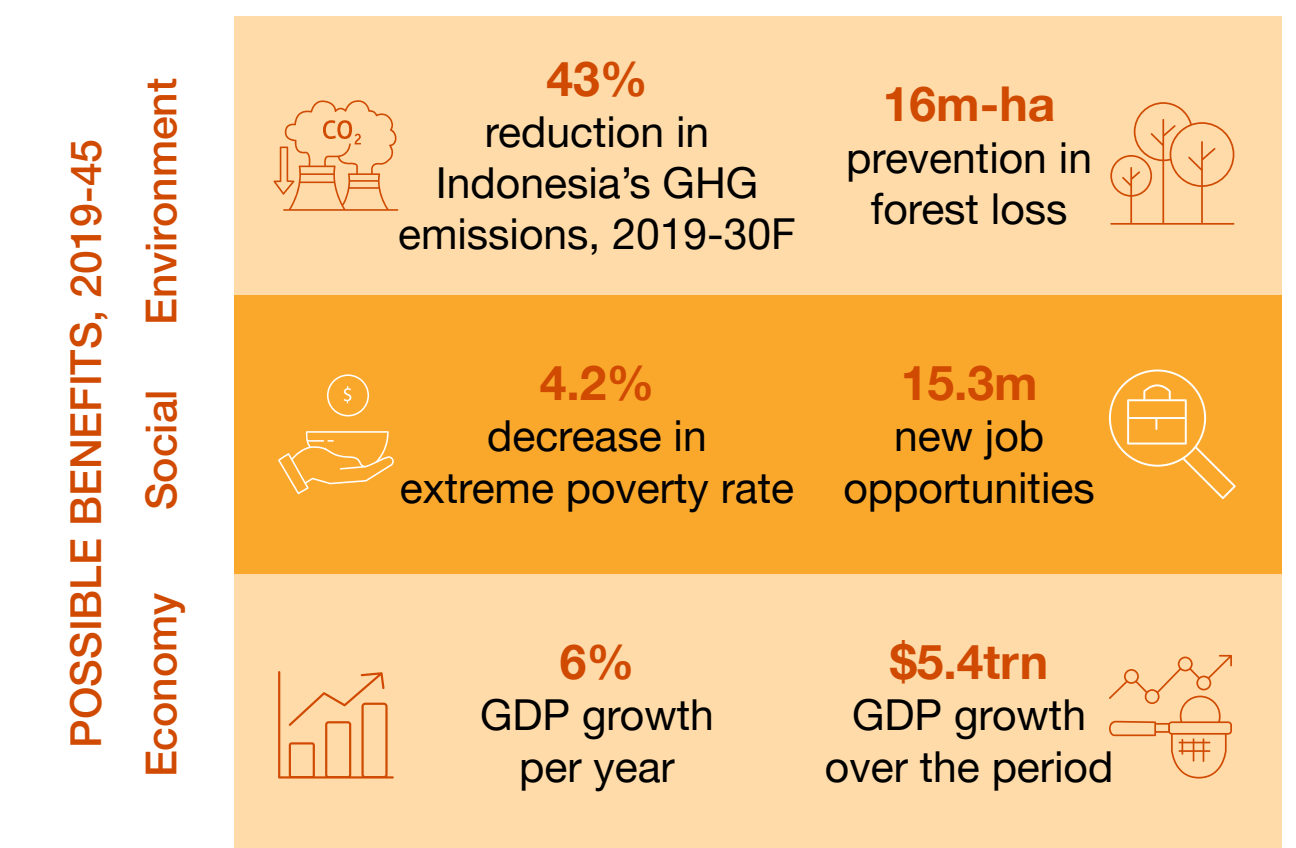 POSSIBLE BENEFITS, 2019-45
Environment
CO2
43%
reduction in
Indonesia’s GHG
emissions, 2019-30F
16m-ha
prevention in
forest loss
Social
$
4.2%
decrease in
extreme poverty rate
15.3m
new job
opportunities
Economy
6%
GDP growth
per year
$5.4trn
GDP growth
over the period